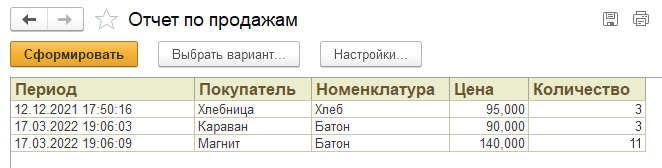 Отчет по продажам
Сформировать Выбрать вариант... Настройки...
Период Покупатель Номенклатура Цена Количество
12.12.2021 17:50:16 Хлебница Хлеб 95,000 3
17.03.2022 19:06:03 Караван Батон 90,000 3
17.03.2022 19:06:09 Магнит Батон 140,000 11